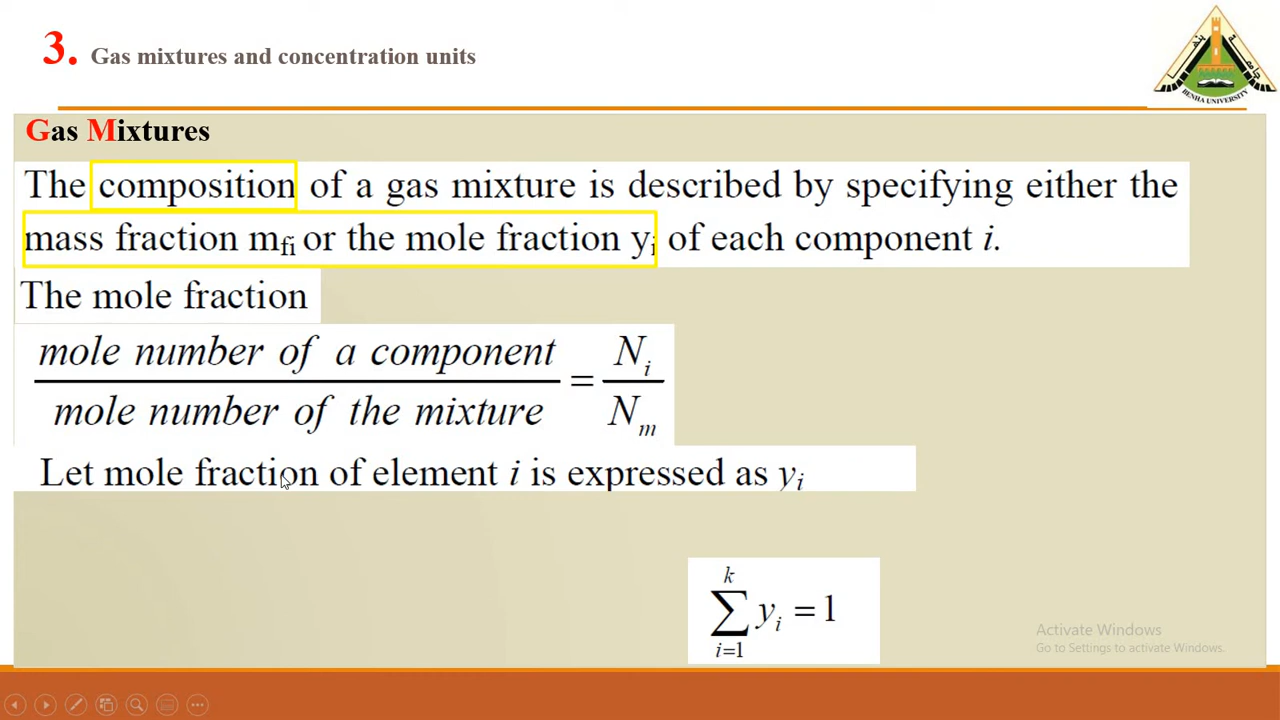 3. Gas mixtures and concentration units
BENHA UNIVERSITY
Gas Mixtures
The composition of a gas mixture is described by specifying either the
mass fraction mfi or the mole fraction yi of each component i.
The mole fraction
mole number of a component / mole number of the mixture = Ni / Nm
Let mole fraction of element i is expressed as yi
k
∑ yi = 1
i=1
Activate Windows
Go to Settings to activate Windows.